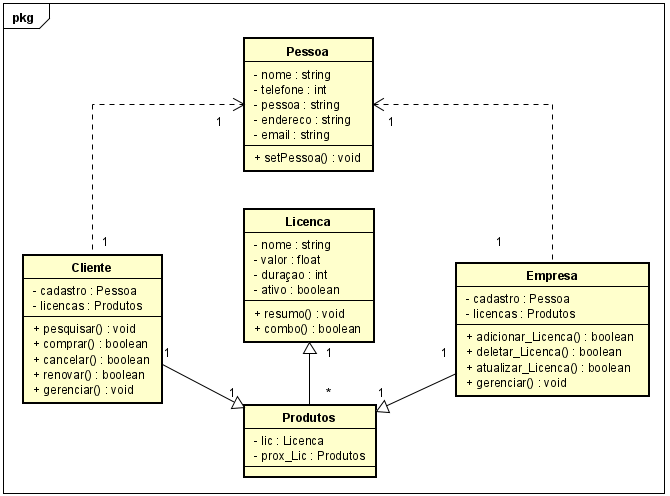 pkg
Pessoa
- nome : string
- telefone : int
- pessoa : string
- endereco : string
- email : string
+ setPessoa() : void
1
1
1
1
Licenca
- nome : string
- valor : float
- duraçao : int
- ativo : boolean
+ resumo() : void
+ combo() : boolean
Cliente
- cadastro : Pessoa
- licencas : Produtos
+ pesquisar() : void
+ comprar() : boolean
+ cancelar() : boolean
+ renovar() : boolean
+ gerenciar() : void
Empresa
- cadastro : Pessoa
- licencas : Produtos
+ adicionar_Licenca() : boolean
+ deletar_Licenca() : boolean
+ atualizar_Licenca() : boolean
+ gerenciar() : void
1
1
1
1
*
1
Produtos
- lic : Licenca
- prox_Lic : Produtos